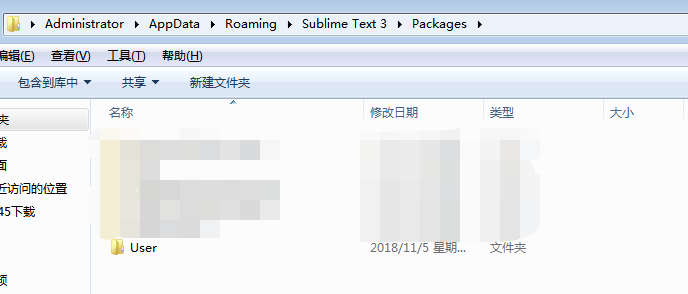 Administrator ▸ AppData ▸ Roaming ▸ Sublime Text 3 ▸ Packages ▸
编辑(E) 查看(V) 工具(T) 帮助(H)
包含到库中 共享 新建文件夹
名称 修改日期 类型 大小
夹
载
面
近访问的位置
45下载
User 2018/11/5 星期... 文件夹
频